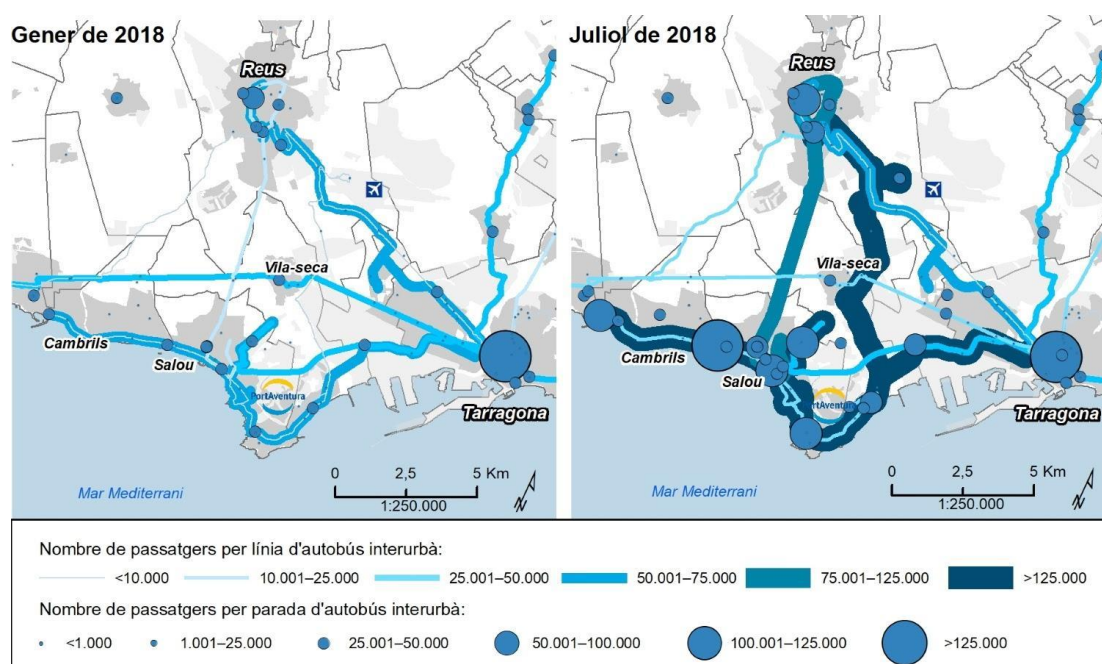 Gener de 2018
Reus
Vila-seca
Cambrils
Salou
PortAventura
Tarragona
Mar Mediterrani
0 2,5 5 Km
1:250.000
N
Juliol de 2018
Reus
Vila-seca
Cambrils
Salou
PortAventura
Tarragona
Mar Mediterrani
0 2,5 5 Km
1:250.000
N
Nombre de passatgers per línia d'autobús interurbà:
<10.000 10.001–25.000 25.001–50.000 50.001–75.000 75.001–125.000 >125.000
Nombre de passatgers per parada d'autobús interurbà:
<1.000 1.001–25.000 25.001–50.000 50.001–100.000 100.001–125.000 >125.000